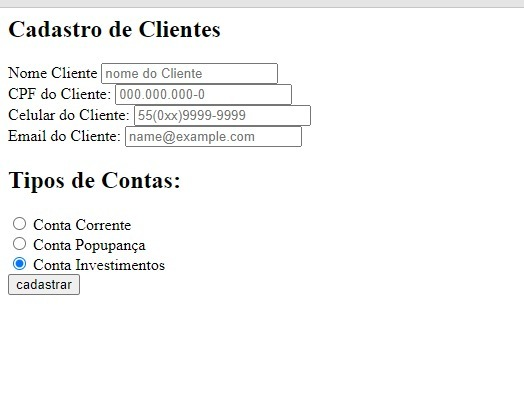 Cadastro de Clientes
Nome Cliente nome do Cliente
CPF do Cliente: 000.000.000-0
Celular do Cliente: 55(0xx)9999-9999
Email do Cliente: name@example.com
Tipos de Contas:
Conta Corrente
Conta Popupança
Conta Investimentos
cadastrar